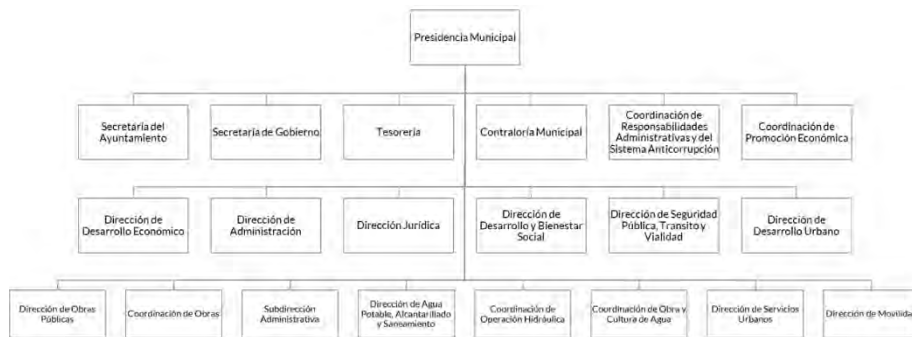 Presidencia Municipal
Secretaría del
Ayuntamiento
Secretaría de Gobierno
Tesorería
Contraloría Municipal
Coordinación de
Responsabilidades
Administrativas y del
Sistema Anticorrupción
Coordinación de
Promoción Económica
Dirección de
Desarrollo Económico
Dirección de
Administración
Dirección Jurídica
Dirección de
Desarrollo y Bienestar
Social
Dirección de Seguridad
Pública, Transito y
Vialidad
Dirección de
Desarrollo Urbano
Dirección de Obras
Públicas
Coordinación de Obras
Subdirección
Administrativa
Dirección de Agua
Potable, Alcantarillado
y Saneamiento
Coordinación de
Operación Hidráulica
Coordinación de Obra y
Cultura de Agua
Dirección de Servicios
Urbanos
Dirección de Movilidad